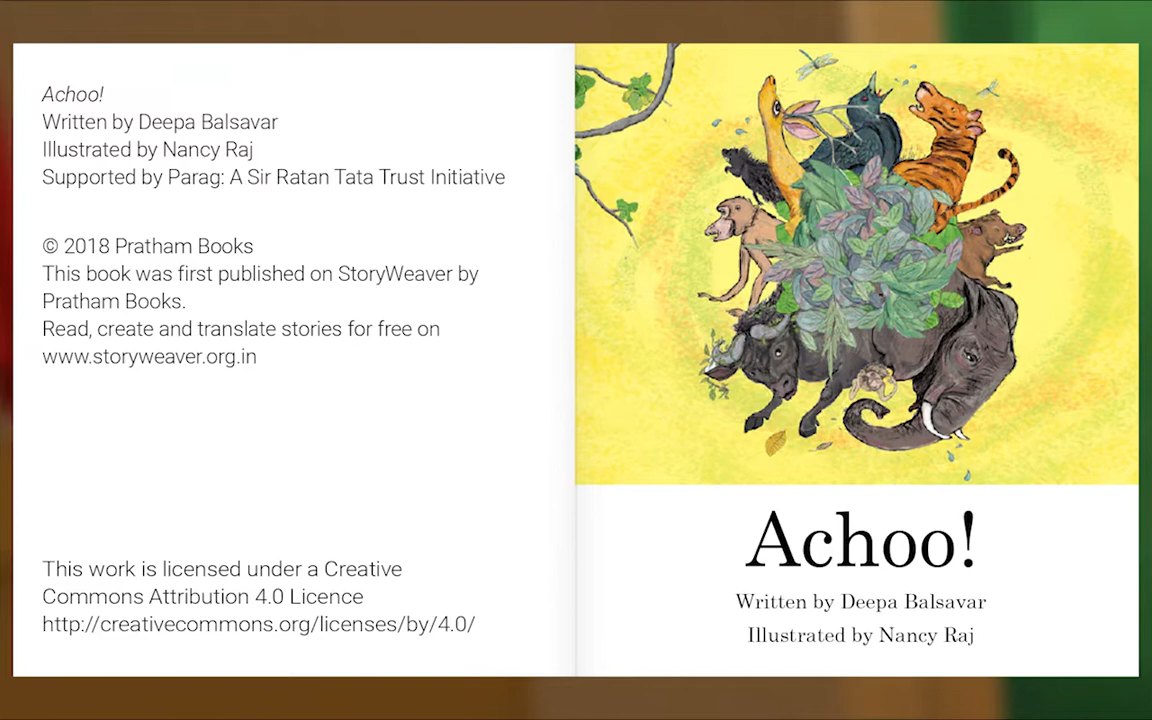 Achoo!
Written by Deepa Balsavar
Illustrated by Nancy Raj
Supported by Parag: A Sir Ratan Tata Trust Initiative
© 2018 Pratham Books
This book was first published on StoryWeaver by
Pratham Books.
Read, create and translate stories for free on
www.storyweaver.org.in
This work is licensed under a Creative
Commons Attribution 4.0 Licence
http://creativecommons.org/licenses/by/4.0/
Achoo!
Written by Deepa Balsavar
Illustrated by Nancy Raj